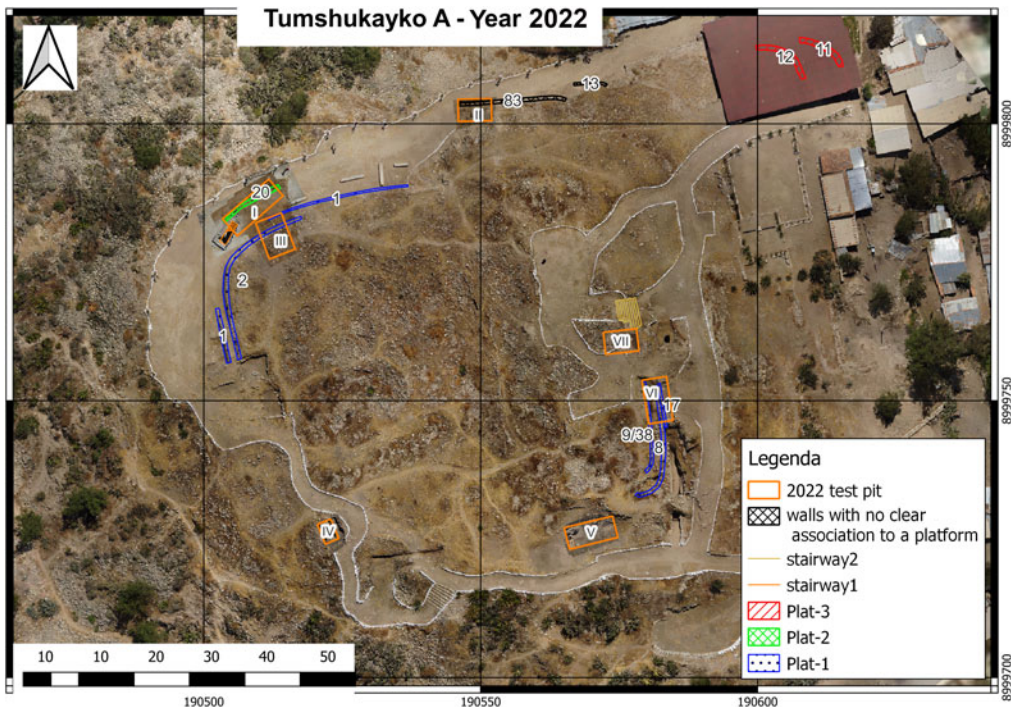 Tumshukayko A - Year 2022
12
11
13
83
II
8999800
20
I
1
III
2
1
VII
VI
17
9/38
8
8999750
IV
V
Legenda
2022 test pit
walls with no clear
association to a platform
stairway2
stairway1
Plat-3
Plat-2
Plat-1
10 10 20 30 40 50
8999700
190500 190550 190600